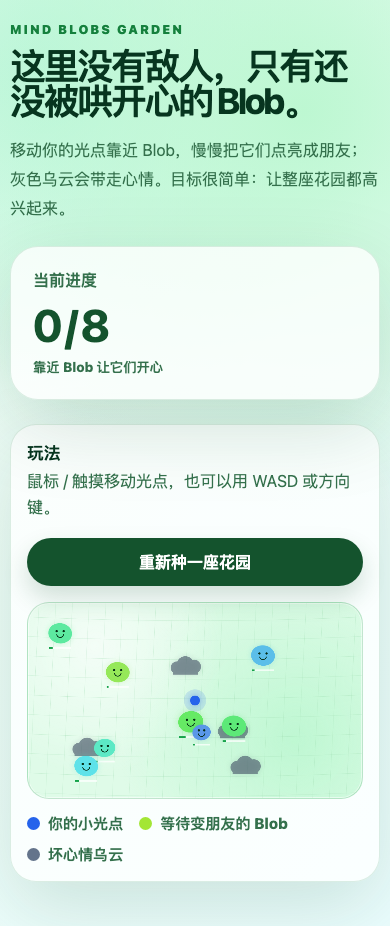 MIND BLOBS GARDEN
这里没有敌人，只有还
没被哄开心的 Blob。
移动你的光点靠近 Blob，慢慢把它们点亮成朋友；
灰色乌云会带走心情。目标很简单：让整座花园都高
兴起来。
当前进度
0/8
靠近 Blob 让它们开心
玩法
鼠标 / 触摸移动光点，也可以用 WASD 或方向
键。
重新种一座花园
你的小光点
等待变朋友的 Blob
坏心情乌云